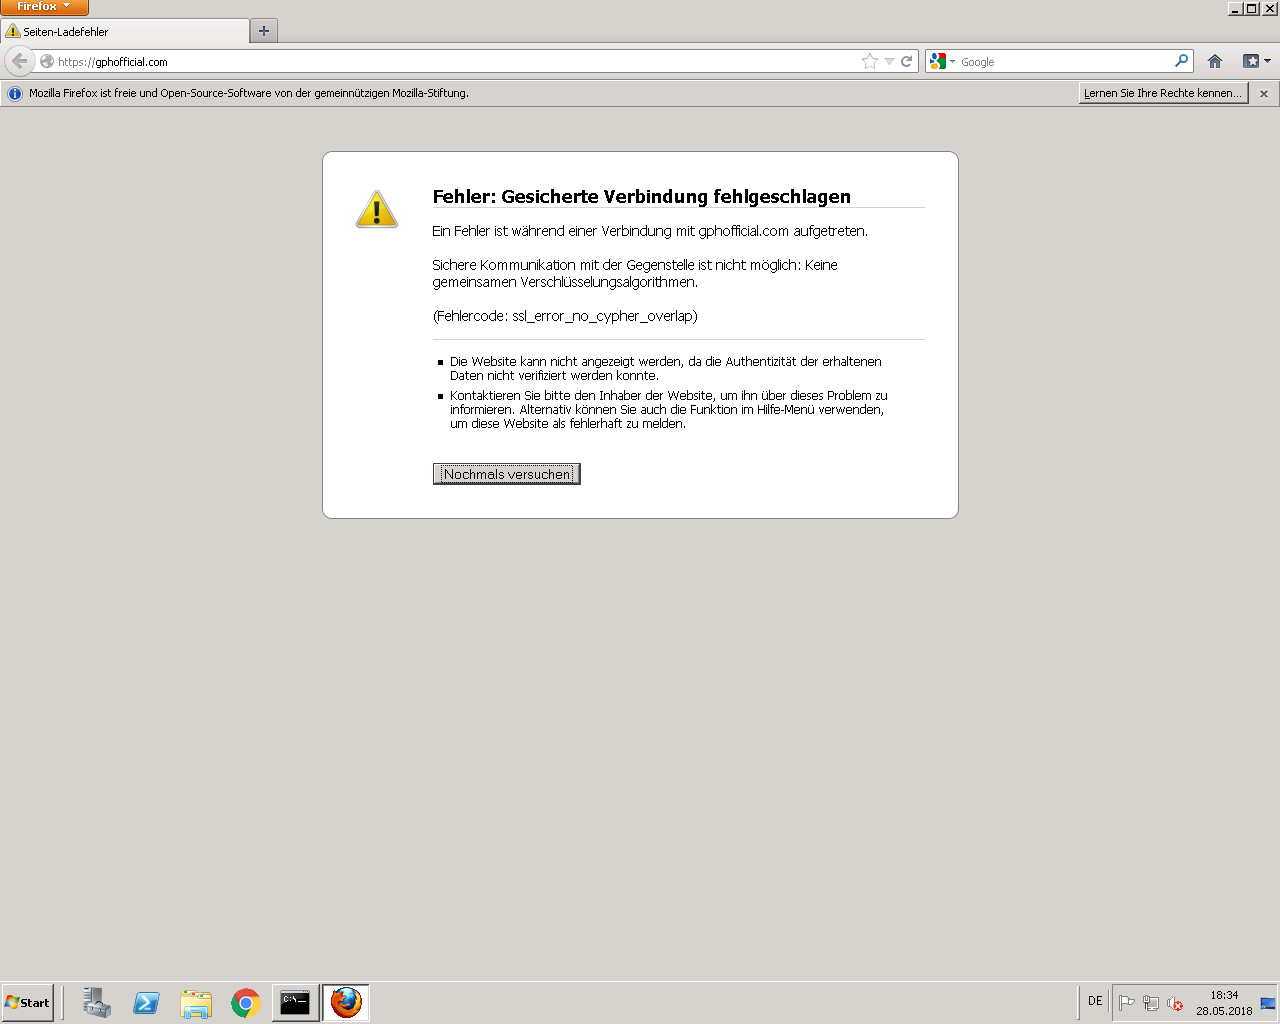 Firefox
Seiten-Ladefehler
https://gphofficial.com
Google
Mozilla Firefox ist freie und Open-Source-Software von der gemeinnützigen Mozilla-Stiftung.
Lernen Sie Ihre Rechte kennen...
Fehler: Gesicherte Verbindung fehlgeschlagen
Ein Fehler ist während einer Verbindung mit gphofficial.com aufgetreten.
Sichere Kommunikation mit der Gegenstelle ist nicht möglich: Keine
gemeinsamen Verschlüsselungsalgorithmen.
(Fehlercode: ssl_error_no_cypher_overlap)
Die Website kann nicht angezeigt werden, da die Authentizität der erhaltenen
Daten nicht verifiziert werden konnte.
Kontaktieren Sie bitte den Inhaber der Website, um ihn über dieses Problem zu
informieren. Alternativ können Sie auch die Funktion im Hilfe-Menü verwenden,
um diese Website als fehlerhaft zu melden.
Nochmals versuchen
Start
C:\
DE
18:34
28.05.2018